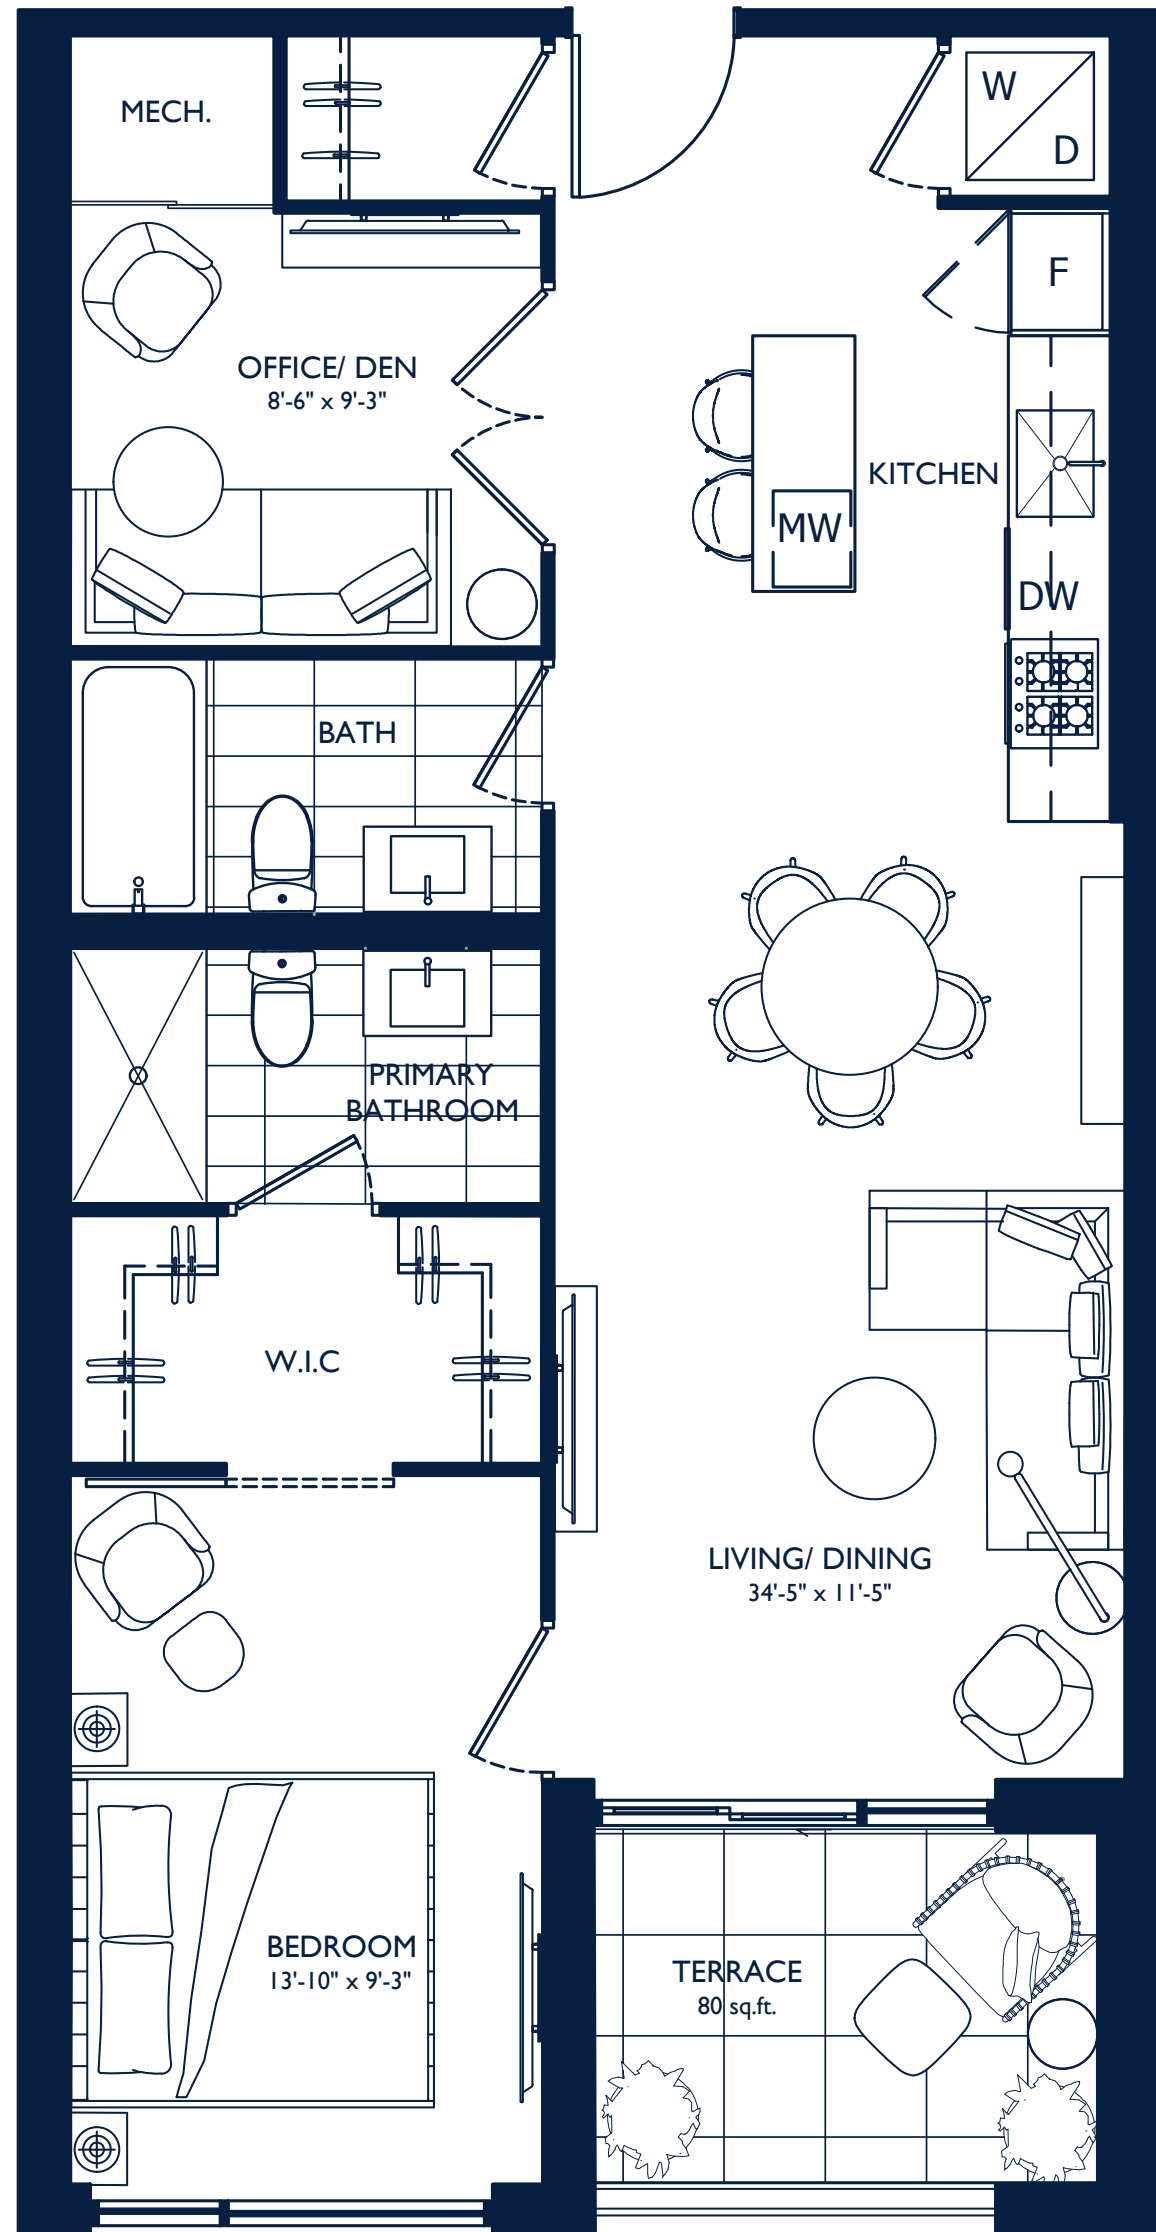 MECH.
W
D
F
OFFICE/ DEN
8'-6" x 9'-3"
KITCHEN
MW
DW
BATH
PRIMARY
BATHROOM
W.I.C
LIVING/ DINING
34'-5" x 11'-5"
BEDROOM
13'-10" x 9'-3"
TERRACE
80 sq.ft.